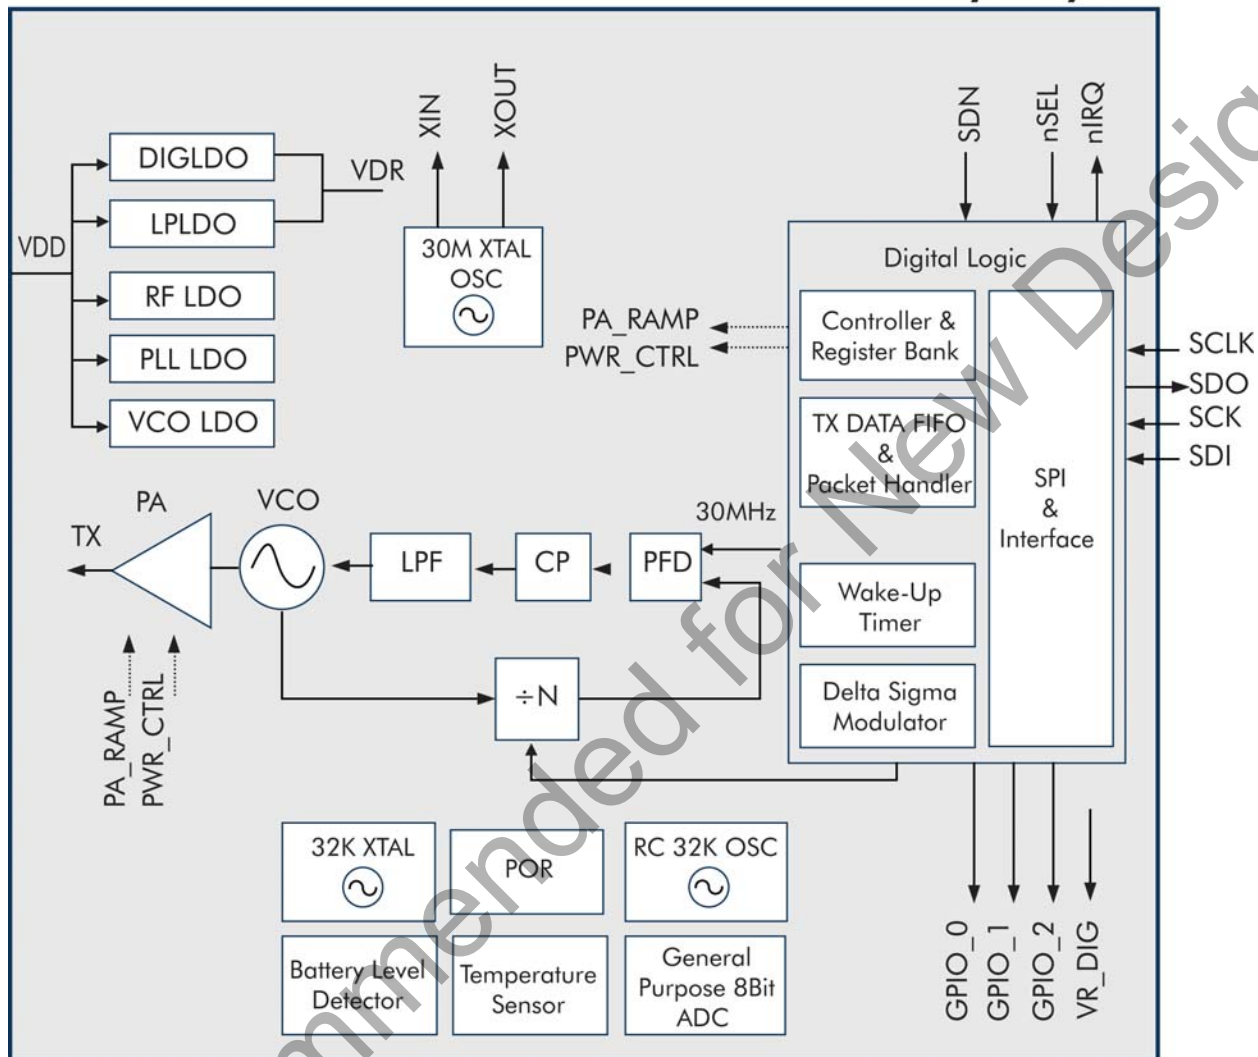 XIN
XOUT
SDN
nSEL
nIRQ
DIGLDO
LPLDO
VDR
VDD
RF LDO
PLL LDO
VCO LDO
30M XTAL
OSC
Digital Logic
PA_RAMP
PWR_CTRL
Controller &
Register Bank
TX DATA FIFO
&
Packet Handler
SPI
&
Interface
Wake-Up
Timer
Delta Sigma
Modulator
SCLK
SDO
SCK
SDI
30MHz
TX
PA
VCO
LPF
CP
PFD
÷N
PA_RAMP
PWR_CTRL
32K XTAL
POR
RC 32K OSC
Battery Level
Detector
Temperature
Sensor
General
Purpose 8Bit
ADC
GPIO_0
GPIO_1
GPIO_2
VR_DIG
for New